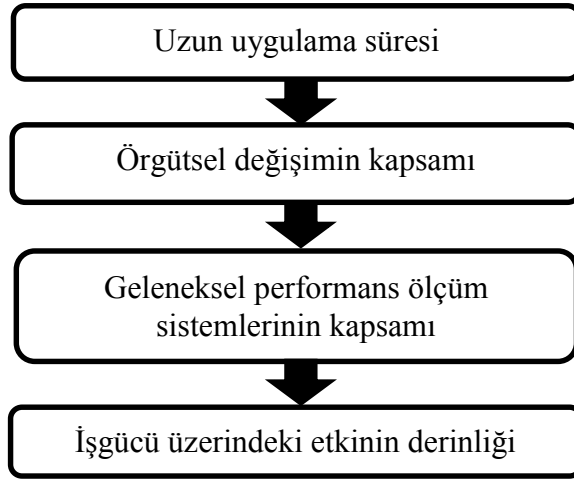 Uzun uygulama süresi
Örgütsel değişimin kapsamı
Geleneksel performans ölçüm
sistemlerinin kapsamı
İşgücü üzerindeki etkinin derinliği